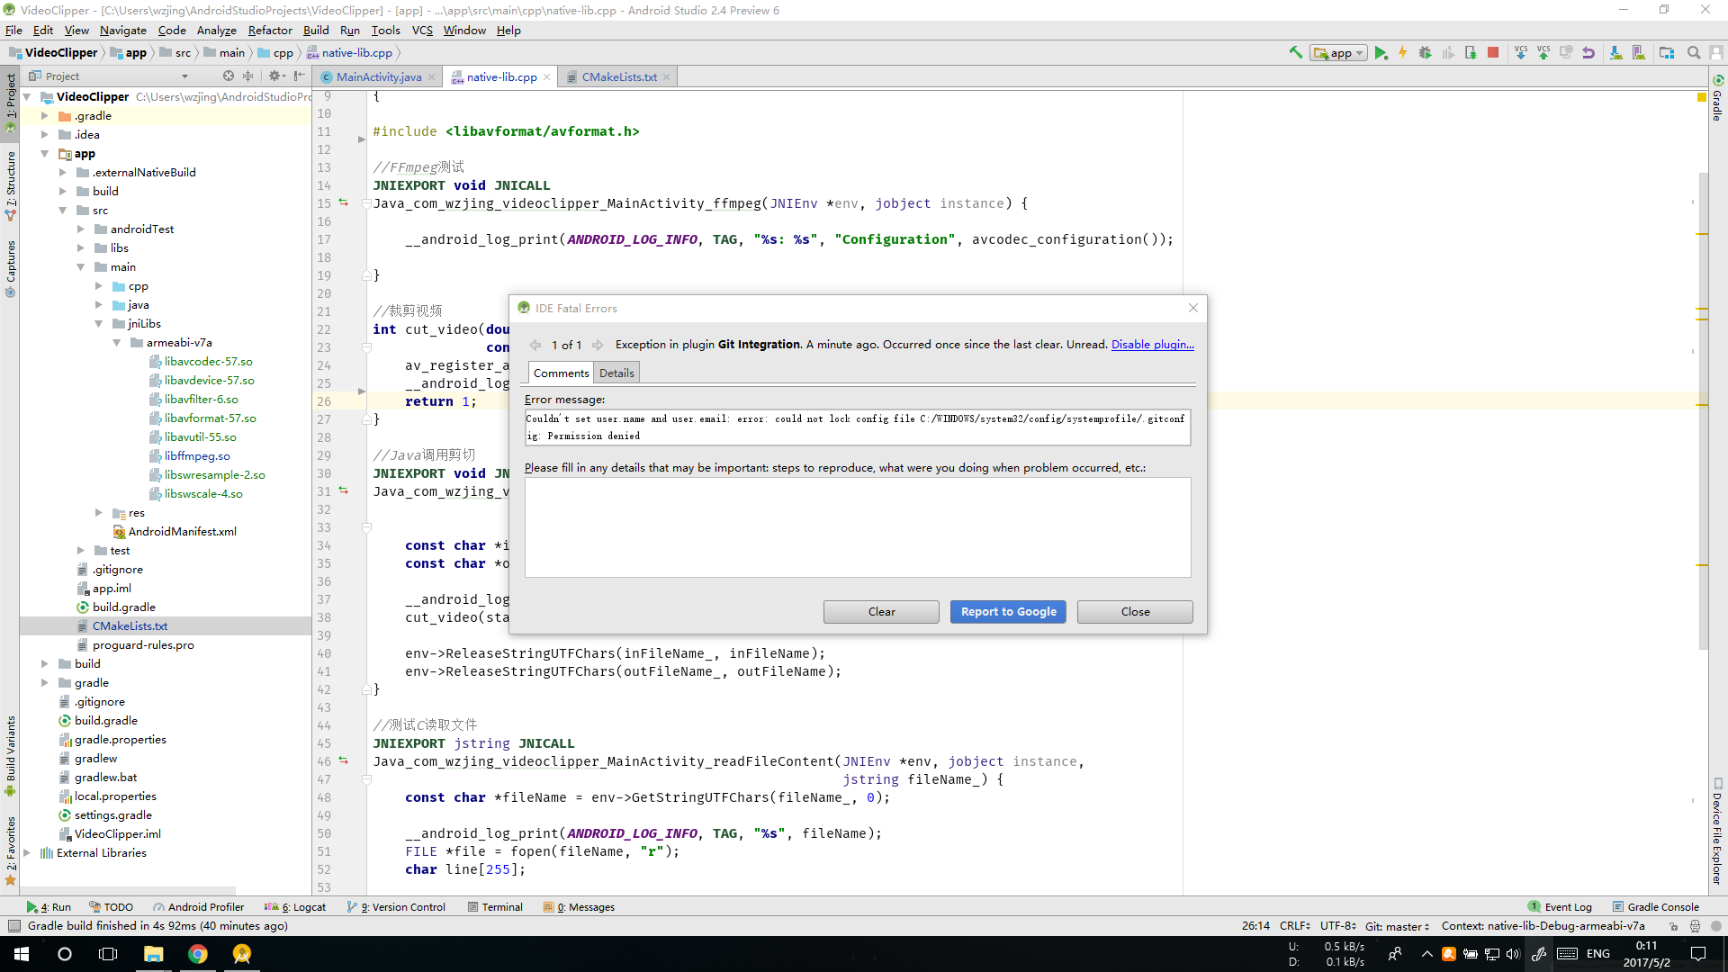 VideoClipper - [C:\Users\wzjing\AndroidStudioProjects\VideoClipper] - [app] - ...\app\src\main\cpp\native-lib.cpp - Android Studio 2.4 Preview 6
File Edit View Navigate Code Analyze Refactor Build Run Tools VCS Window Help
VideoClipper app src main cpp native-lib.cpp
app
VCS VCS
Project
MainActivity.java native-lib.cpp CMakeLists.txt
1: Project
Z: Structure
Captures
Build Variants
2: Favorites
VideoClipper C:\Users\wzjing\AndroidStudioPr
.gradle
.idea
app
.externalNativeBuild
build
src
androidTest
libs
main
cpp
java
jniLibs
armeabi-v7a
libavcodec-57.so
libavdevice-57.so
libavfilter-6.so
libavformat-57.so
libavutil-55.so
libffmpeg.so
libswresample-2.so
libswscale-4.so
res
AndroidManifest.xml
test
.gitignore
app.iml
build.gradle
CMakeLists.txt
proguard-rules.pro
build
gradle
.gitignore
build.gradle
gradle.properties
gradlew
gradlew.bat
local.properties
settings.gradle
VideoClipper.iml
External Libraries
9 {
10
11 #include <libavformat/avformat.h>
12
13 //FFmpeg测试
14 JNIEXPORT void JNICALL
15 Java_com_wzjing_videoclipper_MainActivity_ffmpeg(JNIEnv *env, jobject instance) {
16
17 __android_log_print(ANDROID_LOG_INFO, TAG, "%s: %s", "Configuration", avcodec_configuration());
18
19 }
20
21 //裁剪视频
22 int cut_video(dou
23 con
24 av_register_a
25 __android_log
26 return 1;
27 }
28
29 //Java调用剪切
30 JNIEXPORT void JN
31 Java_com_wzjing_v
32
33
34 const char *i
35 const char *o
36
37 __android_log
38 cut_video(sta
39
40 env->ReleaseStringUTFChars(inFileName_, inFileName);
41 env->ReleaseStringUTFChars(outFileName_, outFileName);
42 }
43
44 //测试C读取文件
45 JNIEXPORT jstring JNICALL
46 Java_com_wzjing_videoclipper_MainActivity_readFileContent(JNIEnv *env, jobject instance,
47 jstring fileName_) {
48 const char *fileName = env->GetStringUTFChars(fileName_, 0);
49
50 __android_log_print(ANDROID_LOG_INFO, TAG, "%s", fileName);
51 FILE *file = fopen(fileName, "r");
52 char line[255];
53
IDE Fatal Errors
1 of 1 Exception in plugin Git Integration. A minute ago. Occurred once since the last clear. Unread. Disable plugin...
Comments Details
Error message:
Couldn't set user.name and user.email: error: could not lock config file C:/WINDOWS/system32/config/systemprofile/.gitconf
ig: Permission denied
Please fill in any details that may be important: steps to reproduce, what were you doing when problem occurred, etc.:
Clear Report to Google Close
Gradle
Device File Explorer
4: Run TODO Android Profiler 6: Logcat 9: Version Control Terminal 0: Messages 1 Event Log Gradle Console
Gradle build finished in 4s 92ms (40 minutes ago) 26:14 CRLF UTF-8 Git: master Context: native-lib-Debug-armeabi-v7a
U: 0.5 kB/s
D: 0.1 kB/s
ENG
0:11
2017/5/2